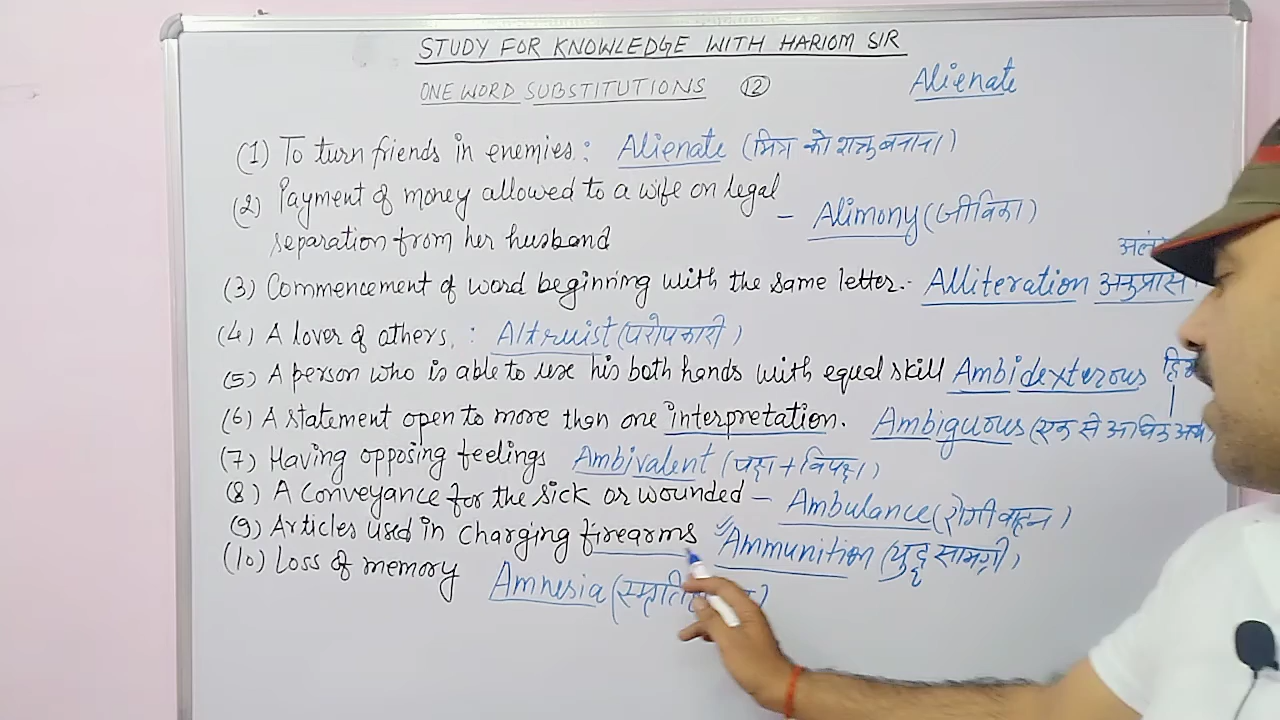 STUDY FOR KNOWLEDGE WITH HARIOM SIR
ONE WORD SUBSTITUTIONS 12
Alienate
(1) To turn friends in enemies: Alienate (मित्र को शत्रु बनाना)
(2) Payment of money allowed to a wife on legal
separation from her husband - Alimony (जीविका)
(3) Commencement of word beginning with the same letter.- Alliteration अनुप्रास
(4) A lover of others. : Altruist (परोपकारी)
(5) A person who is able to use his both hands with equal skill Ambidexterous
(6) A statement open to more than one interpretation. Ambiguous (एक से अधिक अर्थ
(7) Having opposing feelings Ambivalent (पक्ष + विपक्ष)
(8) A conveyance for the sick or wounded - Ambulance (रोगी वाहन)
(9) Articles used in charging firearms Ammunition (युद्ध सामग्री)
(10) Loss of memory Amnesia